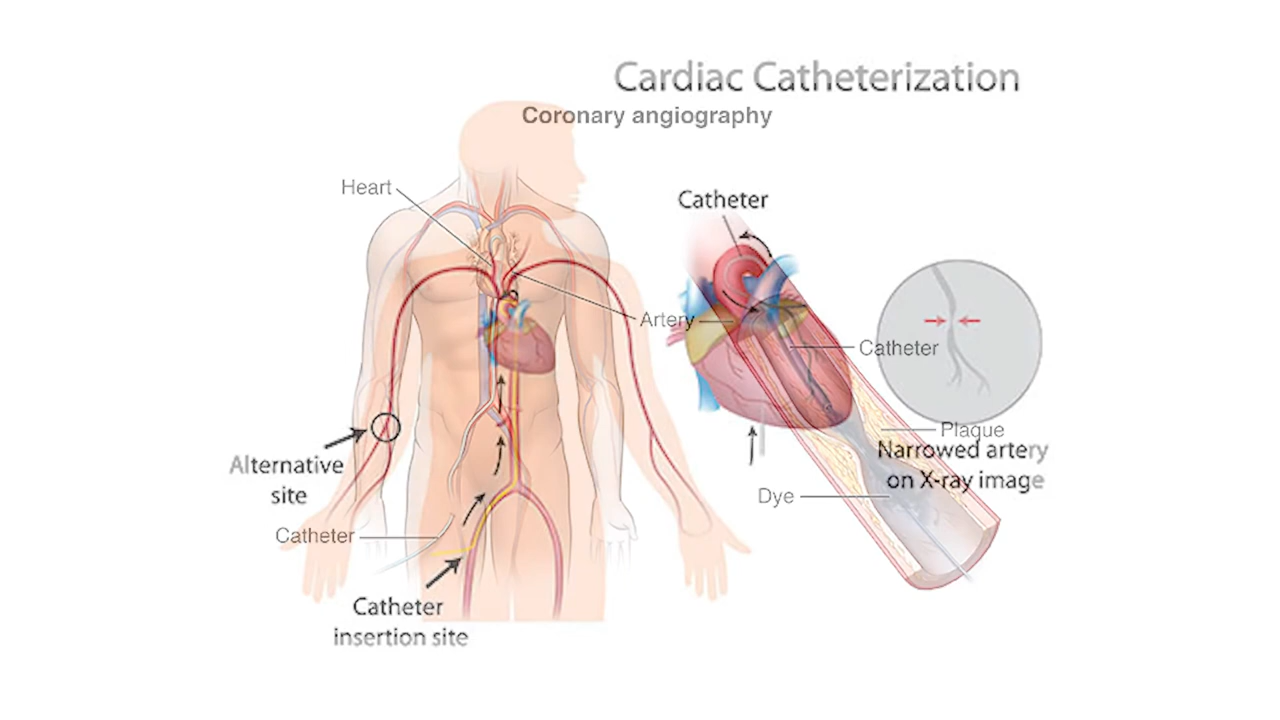 Cardiac Catheterization
Coronary angiography
Heart
Catheter
Artery
Catheter
Alternative
site
Plaque
Narrowed artery
on X-ray image
Dye
Catheter
Catheter
insertion site